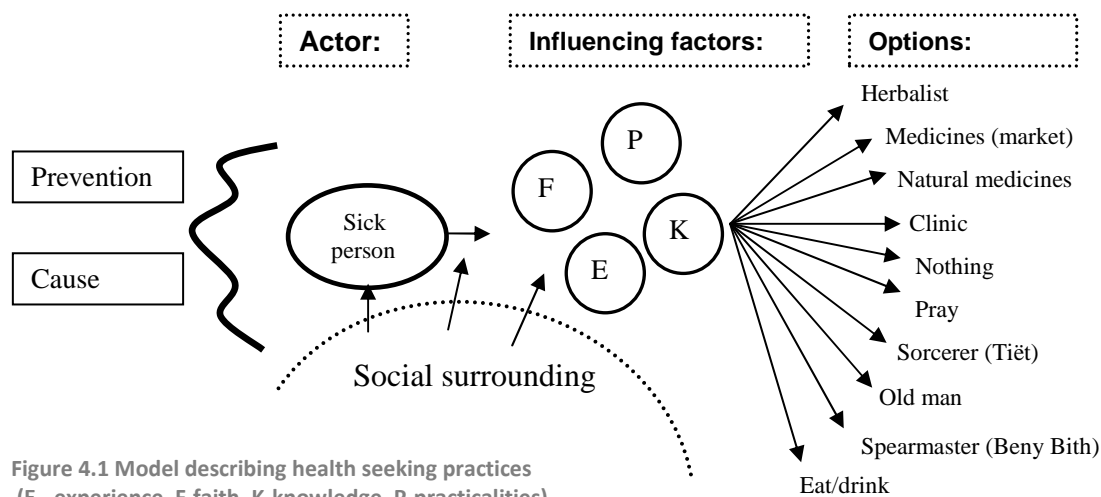 Actor:
Influencing factors:
Options:
Prevention
Cause
Sick
person
F
P
K
E
Social surrounding
Herbalist
Medicines (market)
Natural medicines
Clinic
Nothing
Pray
Sorcerer (Tiët)
Old man
Spearmaster (Beny Bith)
Eat/drink
Figure 4.1 Model describing health seeking practices
(E- experience, F-faith, K-knowledge, P-practicalities)